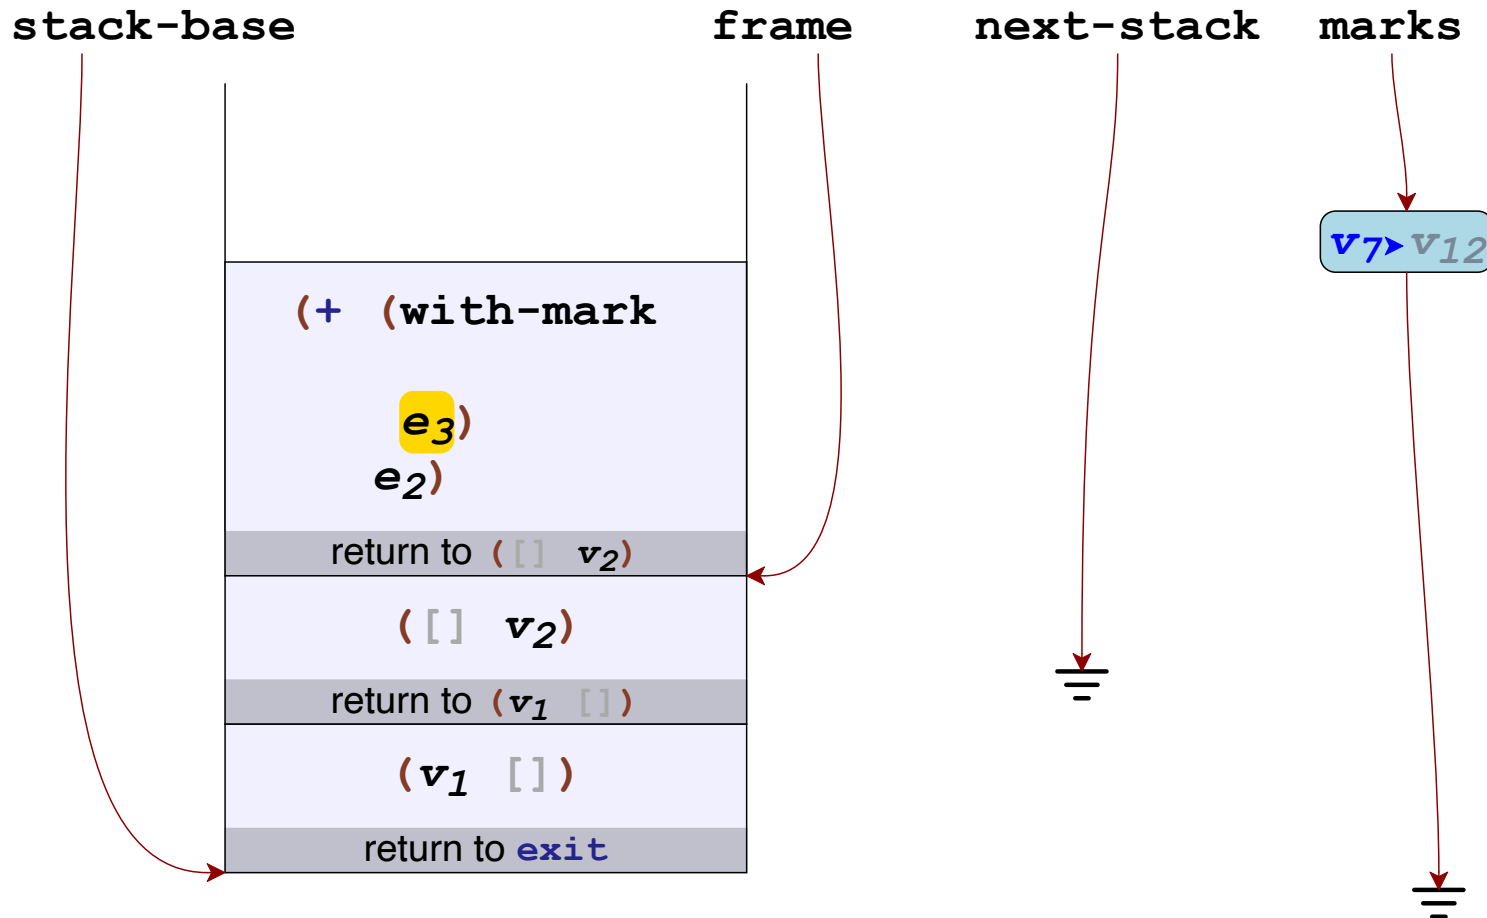 stack-base frame next-stack marks
v7➤v12
(+ (with-mark
e3)
e2)
return to ([] v2)
([] v2)
return to (v1 [])
(v1 [])
return to exit